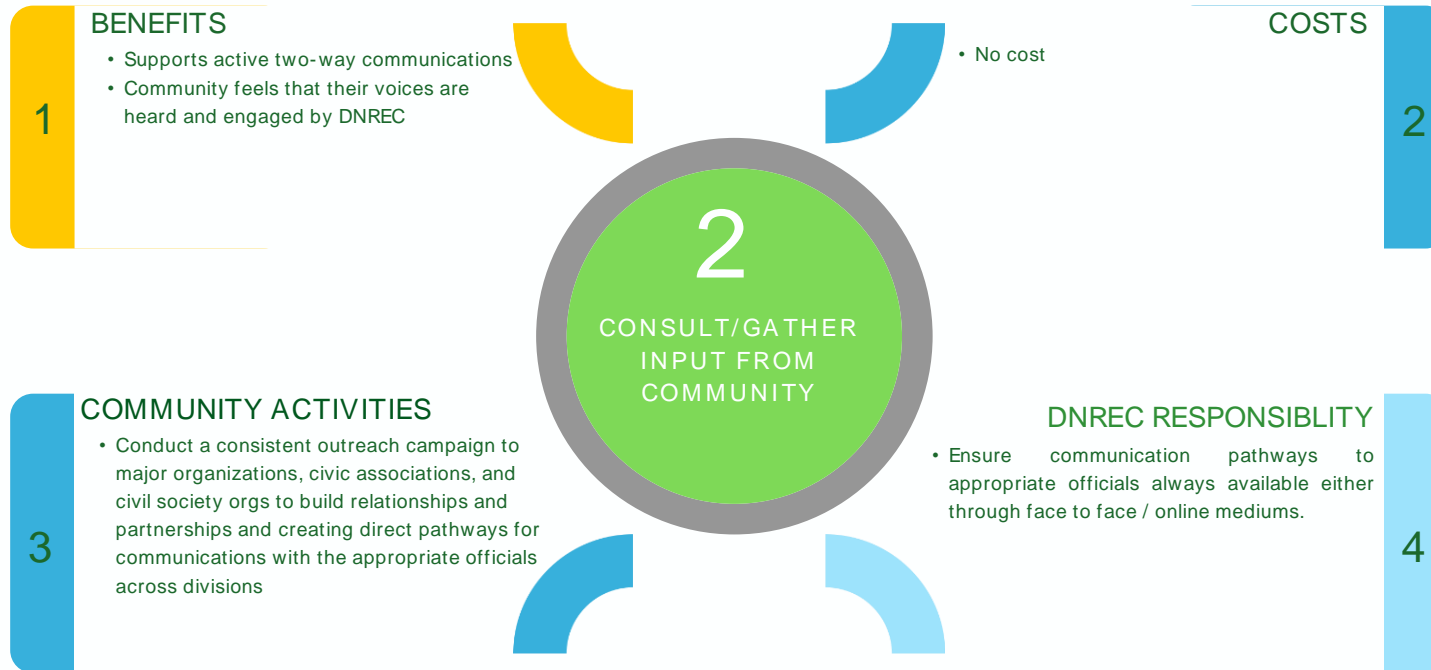 BENEFITS
• Supports active two-way communications
• Community feels that their voices are
heard and engaged by DNREC
1
COSTS
• No cost
2
2
CONSULT/GATHER
INPUT FROM
COMMUNITY
COMMUNITY ACTIVITIES
• Conduct a consistent outreach campaign to
major organizations, civic associations, and
civil society orgs to build relationships and
partnerships and creating direct pathways for
communications with the appropriate officials
across divisions
3
DNREC RESPONSIBLITY
• Ensure communication pathways to
appropriate officials always available either
through face to face / online mediums.
4